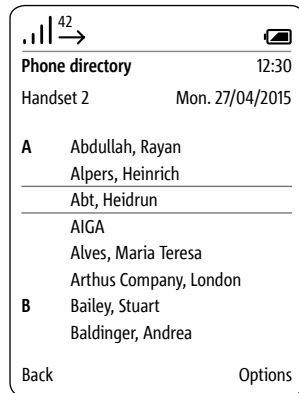 42
Phone directory 12:30
Handset 2 Mon. 27/04/2015
A Abdullah, Rayan
Alpers, Heinrich
Abt, Heidrun
AIGA
Alves, Maria Teresa
Arthus Company, London
B Bailey, Stuart
Baldinger, Andrea
Back Options